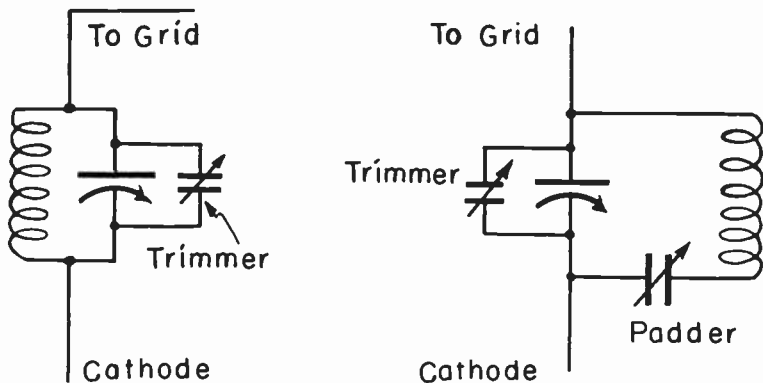 To Grid
To Grid
Trimmer
Trimmer
Padder
Cathode
Cathode